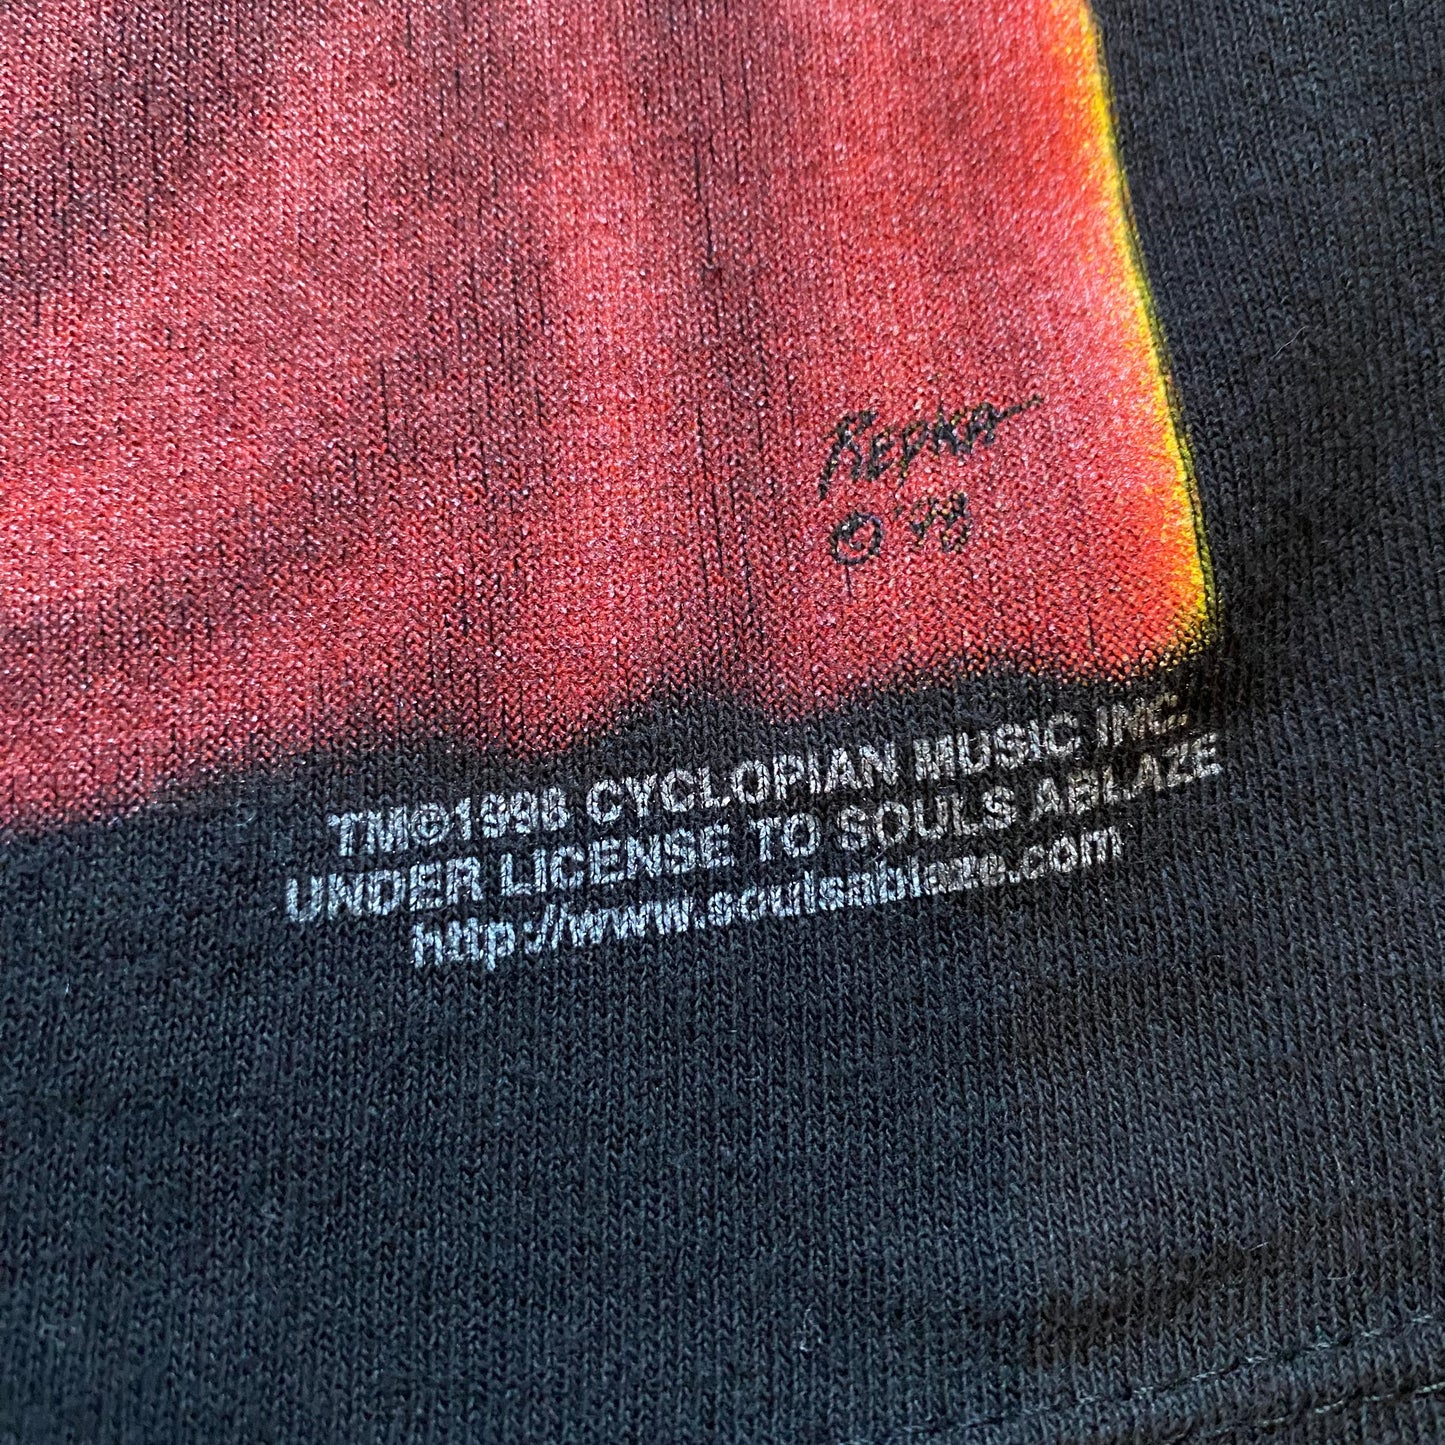 Repka
© '98
TM©1998 CYCLOPIAN MUSIC INC.
UNDER LICENSE TO SOULS ABLAZE
http://www.soulsablaze.com